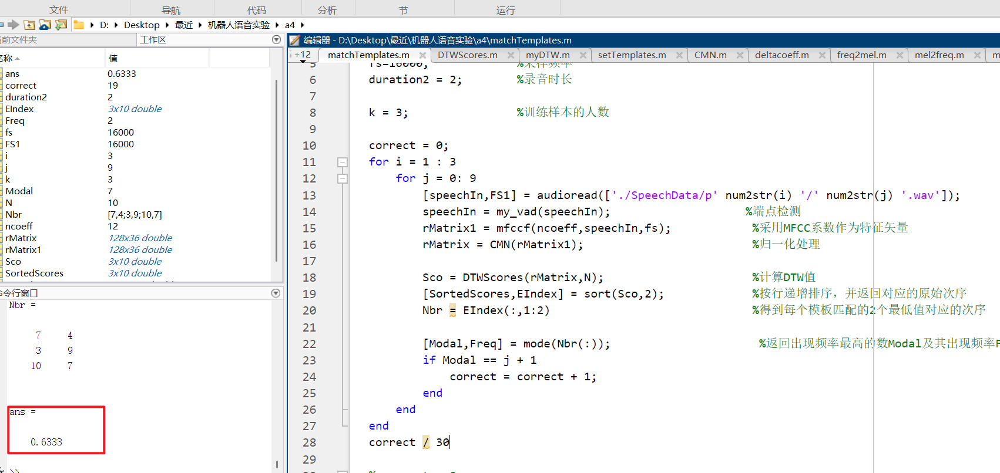 文件 导航 代码 分析 节 运行
D: Desktop 最近 机器人语音实验 a4
前文件夹 工作区
名称 值
ans 0.6333
correct 19
duration2 2
EIndex 3x10 double
Freq 2
fs 16000
FS1 16000
i 3
j 9
k 3
Modal 7
N 10
Nbr [7,4;3,9;10,7]
ncoeff 12
rMatrix 128x36 double
rMatrix1 128x36 double
Sco 3x10 double
SortedScores 3x10 double
命令行窗口
Nbr =
7 4
3 9
10 7
ans =
0.6333
>>
编辑器 - D:\Desktop\最近\机器人语音实验\a4\matchTemplates.m
+12 matchTemplates.m DTWScores.m myDTW.m setTemplates.m CMN.m deltacoeff.m freq2mel.m mel2freq.m m
5 fs=16000; %采样频率
6 duration2 = 2; %录音时长
7
8 k = 3; %训练样本的人数
9
10 correct = 0;
11 for i = 1 : 3
12 for j = 0: 9
13 [speechIn,FS1] = audioread(['./SpeechData/p' num2str(i) '/' num2str(j) '.wav']);
14 speechIn = my_vad(speechIn); %端点检测
15 rMatrix1 = mfccf(ncoeff,speechIn,fs); %采用MFCC系数作为特征矢量
16 rMatrix = CMN(rMatrix1); %归一化处理
17
18 Sco = DTWScores(rMatrix,N); %计算DTW值
19 [SortedScores,EIndex] = sort(Sco,2); %按行递增排序，并返回对应的原始次序
20 Nbr = EIndex(:,1:2) %得到每个模板匹配的2个最低值对应的次序
21
22 [Modal,Freq] = mode(Nbr(:)); %返回出现频率最高的数Modal及其出现频率F
23 if Modal == j + 1
24 correct = correct + 1;
25 end
26 end
27 end
28 correct / 30
29